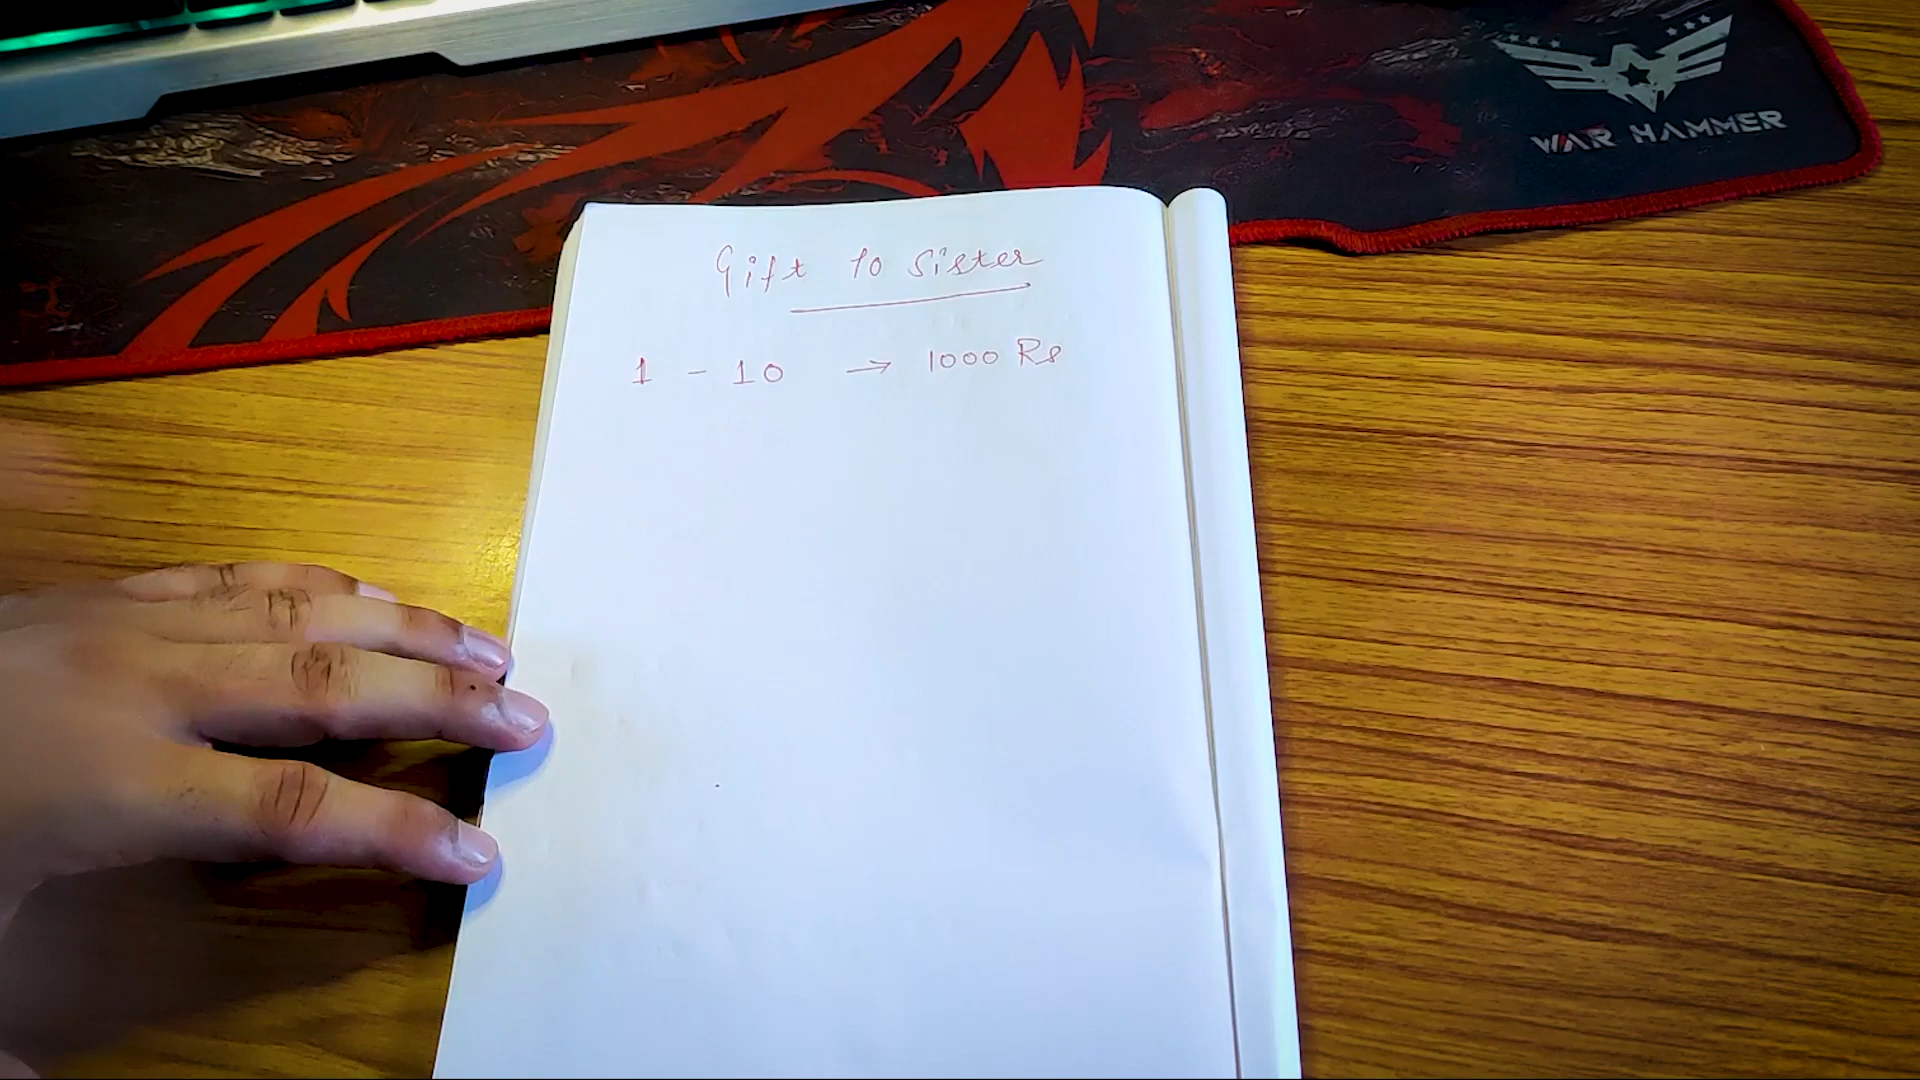 WAR HAMMER
Gift to Sister
1 - 10 → 1000 Rs